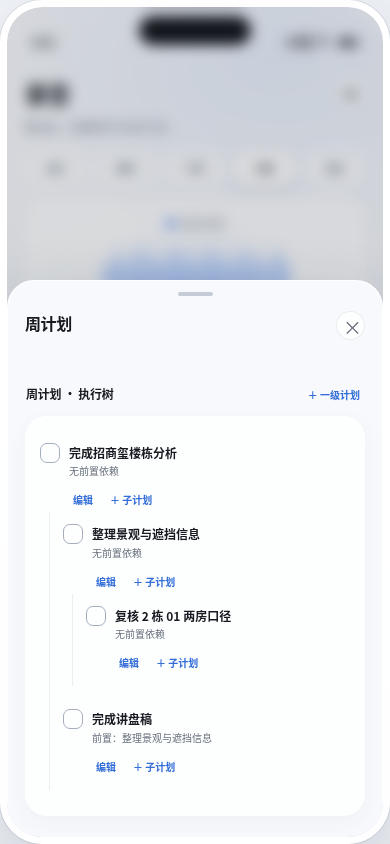 周计划
周计划 · 执行树
＋ 一级计划
完成招商玺楼栋分析
无前置依赖
编辑 ＋ 子计划
整理景观与遮挡信息
无前置依赖
编辑 ＋ 子计划
复核 2 栋 01 两房口径
无前置依赖
编辑 ＋ 子计划
完成讲盘稿
前置：整理景观与遮挡信息
编辑 ＋ 子计划